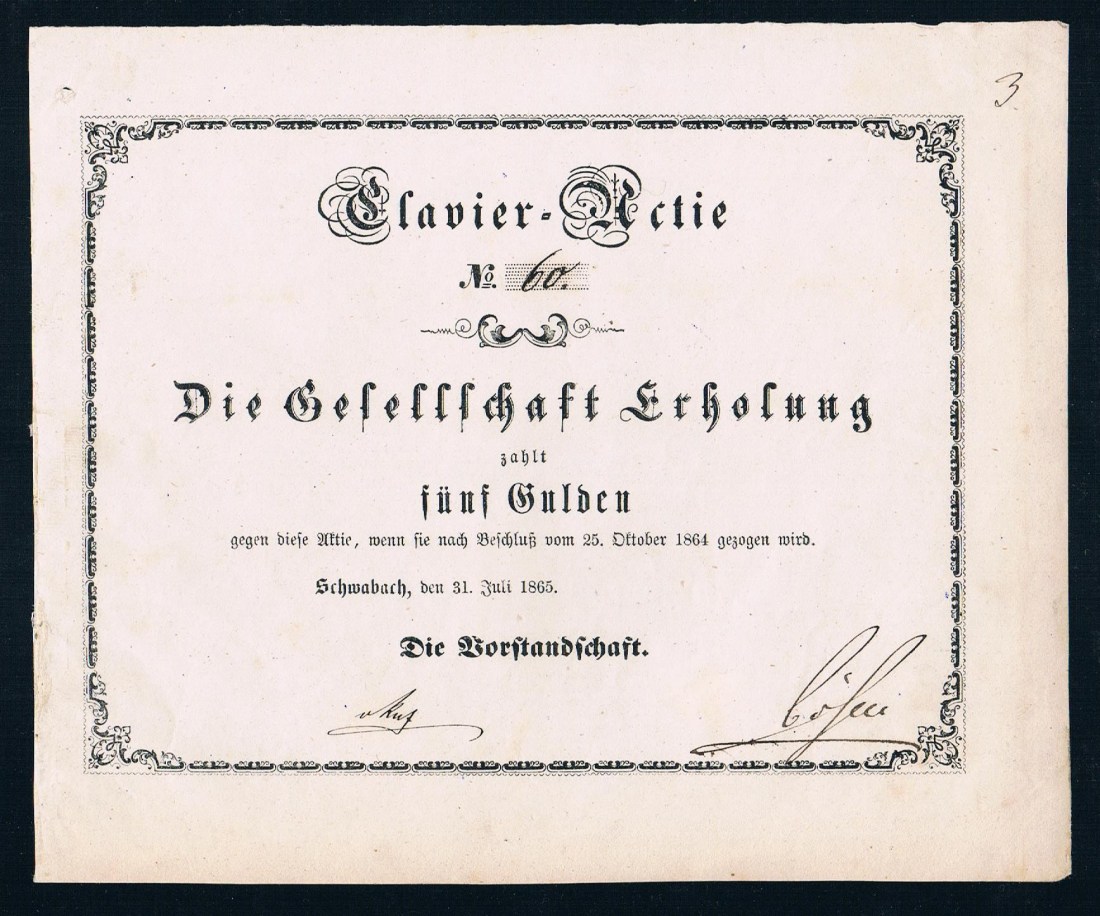 3
Clavier-Actie
No. 60.
Die Geſellſchaft Erholung
zahlt
fünf Gulden
gegen dieſe Aktie, wenn ſie nach Beſchluß vom 25. Oktober 1864 gezogen wird.
Schwabach, den 31. Juli 1865.
Die Vorſtandſchaft.